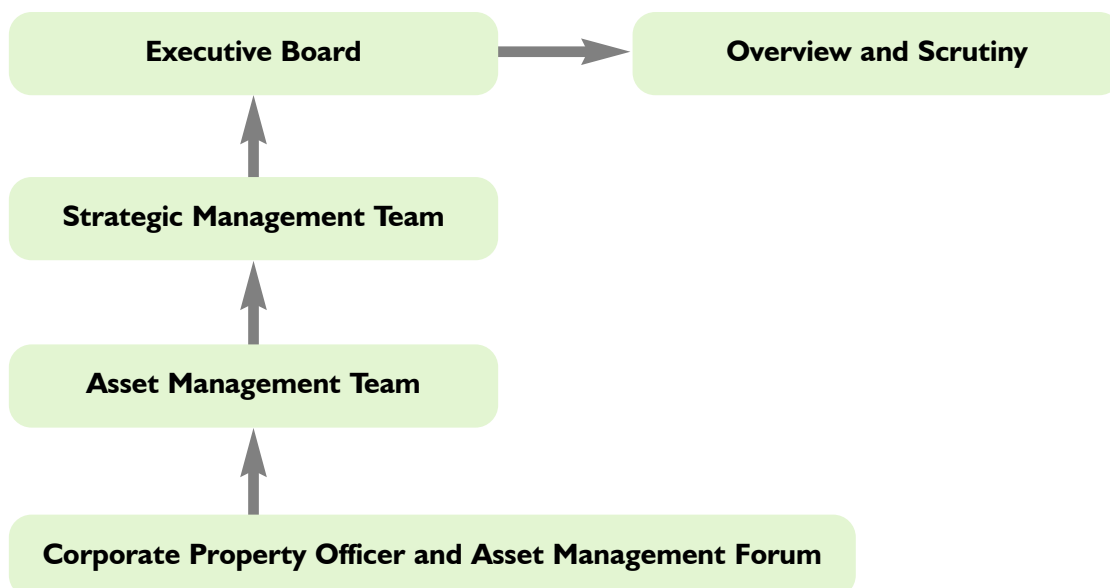 Executive Board
Overview and Scrutiny
Strategic Management Team
Asset Management Team
Corporate Property Officer and Asset Management Forum